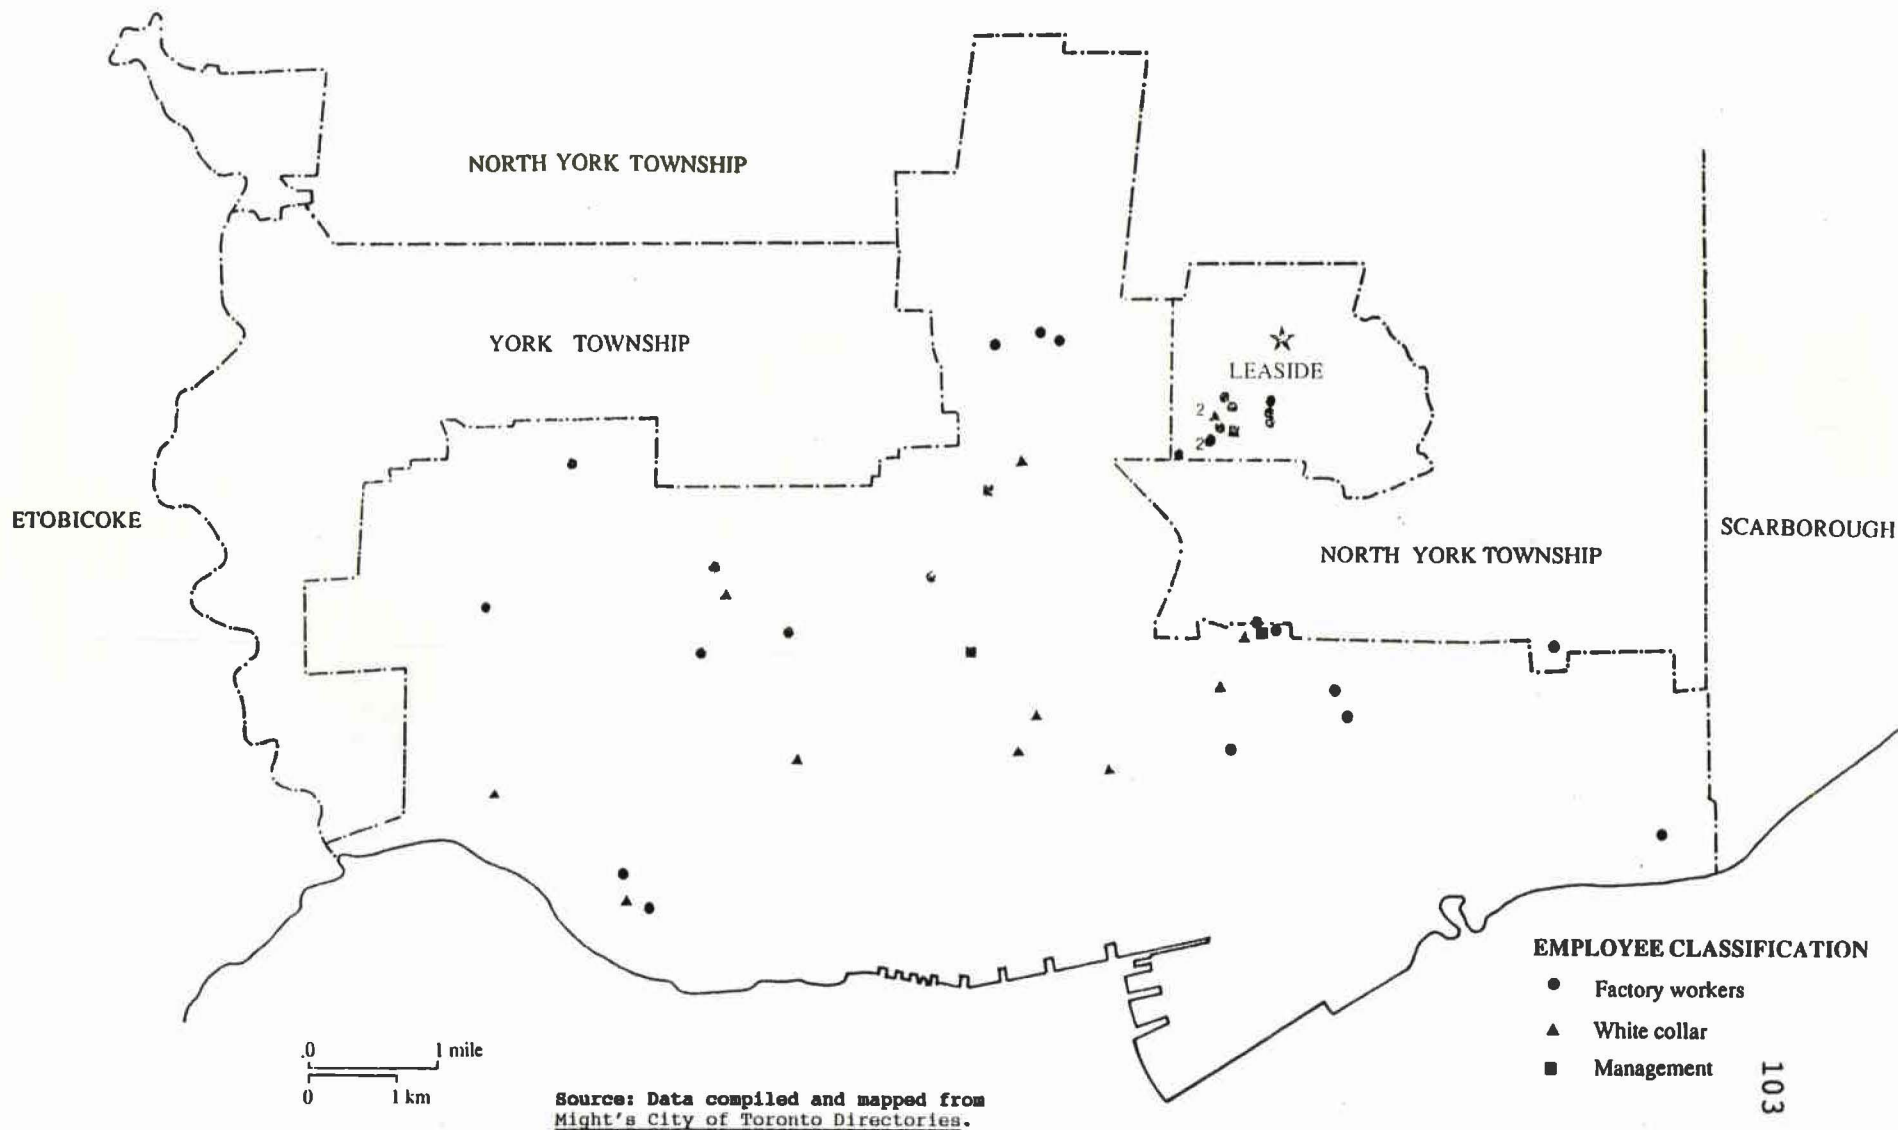 NORTH YORK TOWNSHIP
YORK TOWNSHIP
LEASIDE
2
2
ETOBICOKE
SCARBOROUGH
NORTH YORK TOWNSHIP
EMPLOYEE CLASSIFICATION
Factory workers
White collar
Management
.0 1 mile
0 1 km
Source: Data compiled and mapped from
Might's City of Toronto Directories.
103